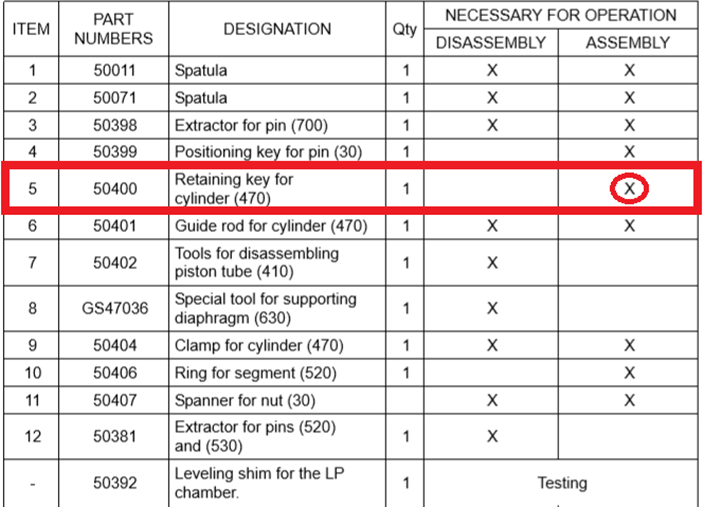 ITEM PART NUMBERS DESIGNATION Qty NECESSARY FOR OPERATION
DISASSEMBLY ASSEMBLY
1 50011 Spatula 1 X X
2 50071 Spatula 1 X X
3 50398 Extractor for pin (700) 1 X X
4 50399 Positioning key for pin (30) 1 X
5 50400 Retaining key for
cylinder (470) 1 X
6 50401 Guide rod for cylinder (470) 1 X X
7 50402 Tools for disassembling
piston tube (410) 1 X
8 GS47036 Special tool for supporting
diaphragm (630) 1 X
9 50404 Clamp for cylinder (470) 1 X X
10 50406 Ring for segment (520) 1 X
11 50407 Spanner for nut (30) X X
12 50381 Extractor for pins (520)
and (530) 1 X
- 50392 Leveling shim for the LP
chamber. 1 Testing